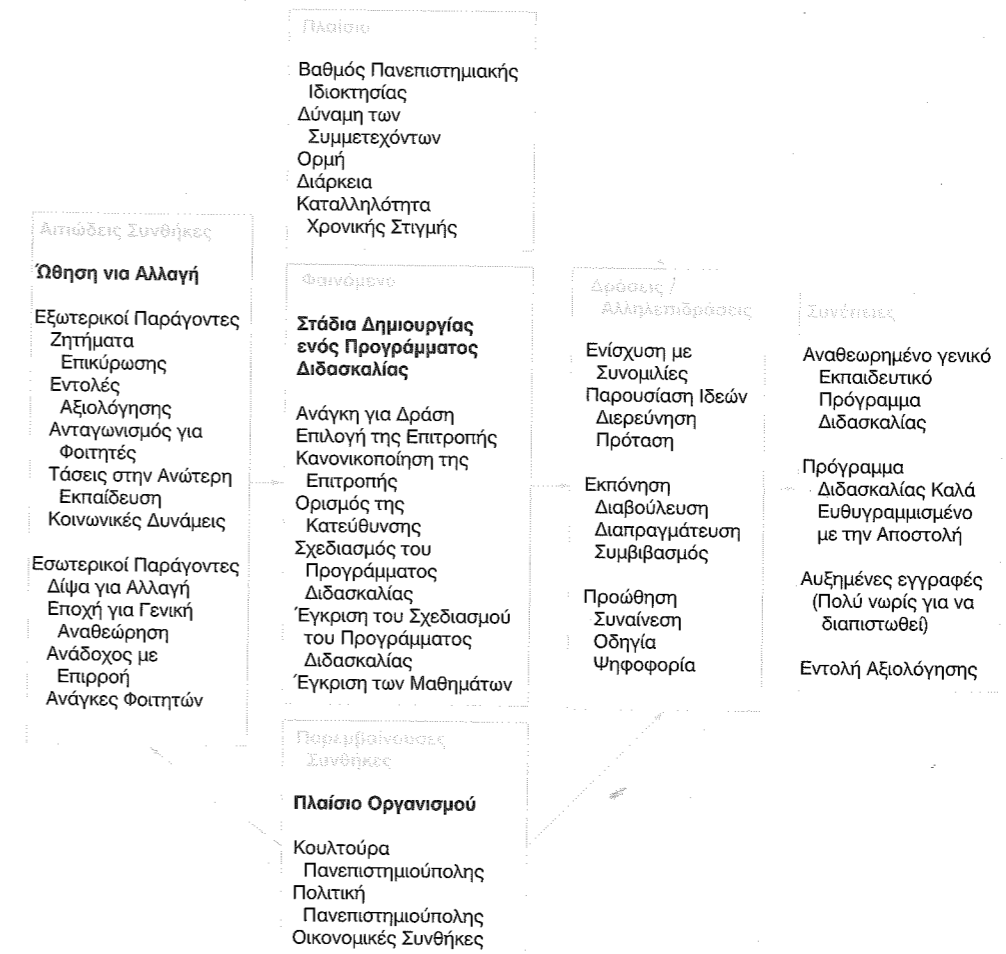 Πλαίσιο
Βαθμός Πανεπιστημιακής
Ιδιοκτησίας
Δύναμη των
Συμμετεχόντων
Ορμή
Διάρκεια
Καταλληλότητα
Χρονικής Στιγμής
Αιτιώδεις Συνθήκες
Ώθηση για Αλλαγή
Εξωτερικοί Παράγοντες
Ζητήματα
Επικύρωσης
Εντολές
Αξιολόγησης
Ανταγωνισμός για
Φοιτητές
Τάσεις στην Ανώτερη
Εκπαίδευση
Κοινωνικές Δυνάμεις
Εσωτερικοί Παράγοντες
Δίψα για Αλλαγή
Εποχή για Γενική
Αναθεώρηση
Ανάδοχος με
Επιρροή
Ανάγκες Φοιτητών
Φαινόμενο
Στάδια Δημιουργίας
ενός Προγράμματος
Διδασκαλίας
Ανάγκη για Δράση
Επιλογή της Επιτροπής
Κανονικοποίηση της
Επιτροπής
Ορισμός της
Κατεύθυνσης
Σχεδιασμός του
Προγράμματος
Διδασκαλίας
Έγκριση του Σχεδιασμού
του Προγράμματος
Διδασκαλίας
Έγκριση των Μαθημάτων
Δράσεις /
Αλληλεπιδράσεις
Ενίσχυση με
Συνομιλίες
Παρουσίαση Ιδεών
Διερεύνηση
Πρόταση
Εκπόνηση
Διαβούλευση
Διαπραγμάτευση
Συμβιβασμός
Προώθηση
Συναίνεση
Οδηγία
Ψηφοφορία
Συνέπειες
Αναθεωρημένο γενικό
Εκπαιδευτικό
Πρόγραμμα
Διδασκαλίας
Πρόγραμμα
Διδασκαλίας Καλά
Ευθυγραμμισμένο
με την Αποστολή
Αυξημένες εγγραφές
(Πολύ νωρίς για να
διαπιστωθεί)
Εντολή Αξιολόγησης
Παρεμβαίνουσες
Συνθήκες
Πλαίσιο Οργανισμού
Κουλτούρα
Πανεπιστημιούπολης
Πολιτική
Πανεπιστημιούπολης
Οικονομικές Συνθήκες